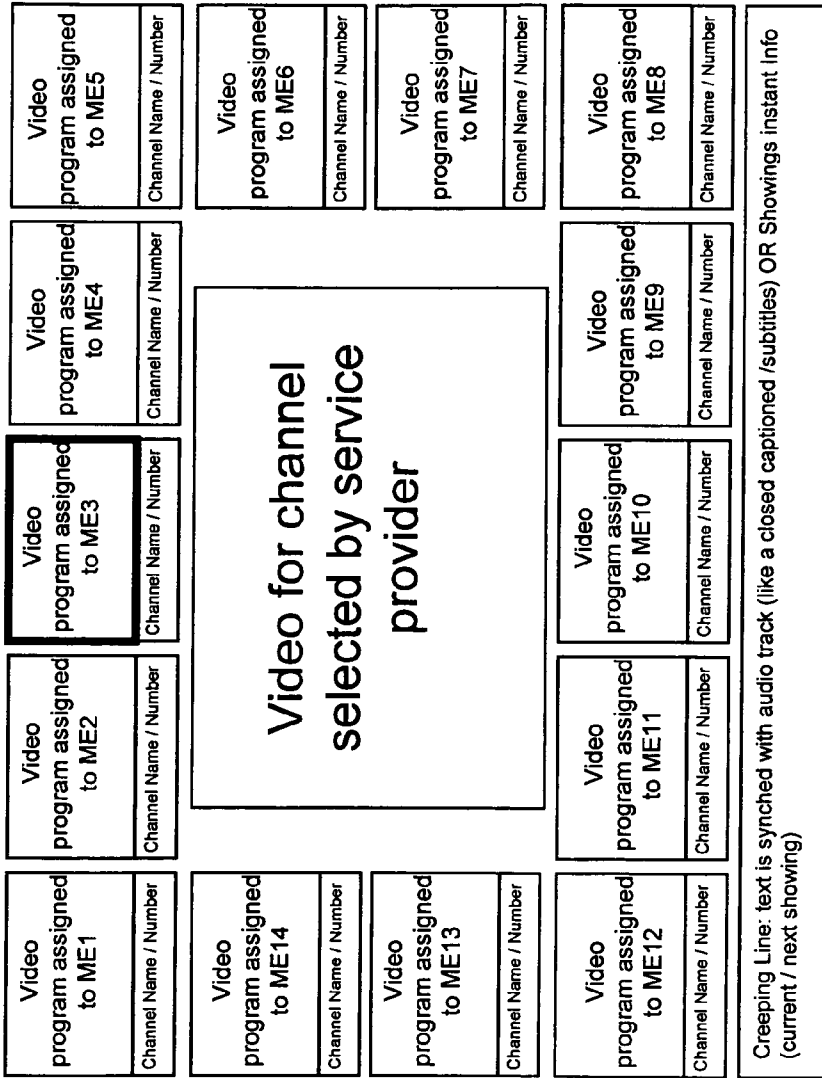 Video
program assigned
to ME1
Channel Name / Number
Video
program assigned
to ME2
Channel Name / Number
Video
program assigned
to ME3
Channel Name / Number
Video
program assigned
to ME4
Channel Name / Number
Video
program assigned
to ME5
Channel Name / Number
Video
program assigned
to ME14
Channel Name / Number
Video for channel
selected by service
provider
Video
program assigned
to ME6
Channel Name / Number
Video
program assigned
to ME13
Channel Name / Number
Video
program assigned
to ME7
Channel Name / Number
Video
program assigned
to ME12
Channel Name / Number
Video
program assigned
to ME11
Channel Name / Number
Video
program assigned
to ME10
Channel Name / Number
Video
program assigned
to ME9
Channel Name / Number
Video
program assigned
to ME8
Channel Name / Number
Creeping Line: text is synched with audio track (like a closed captioned /subtitles) OR Showings instant Info
(current / next showing)